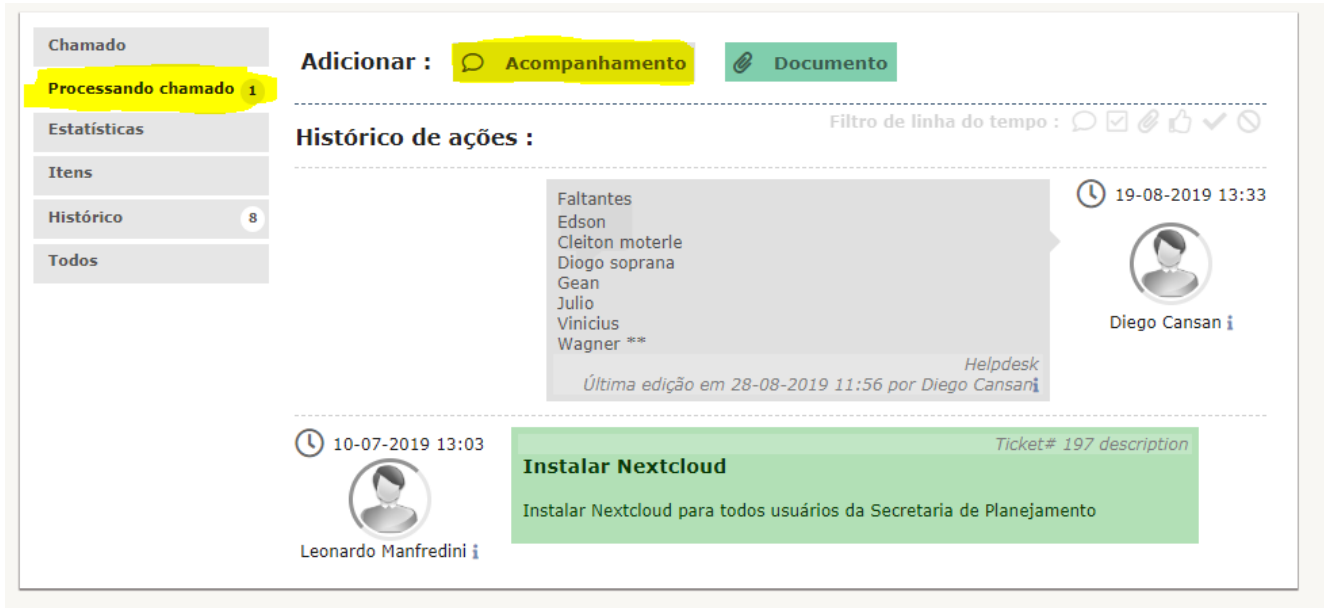 Chamado
Processando chamado 1
Estatísticas
Itens
Histórico 8
Todos
Adicionar : Acompanhamento Documento
Histórico de ações :
Filtro de linha do tempo :
Faltantes
Edson
Cleiton moterle
Diogo soprana
Gean
Julio
Vinicius
Wagner **
Helpdesk
Última edição em 28-08-2019 11:56 por Diego Cansan
19-08-2019 13:33
Diego Cansan
10-07-2019 13:03
Leonardo Manfredini
Ticket# 197 description
Instalar Nextcloud
Instalar Nextcloud para todos usuários da Secretaria de Planejamento